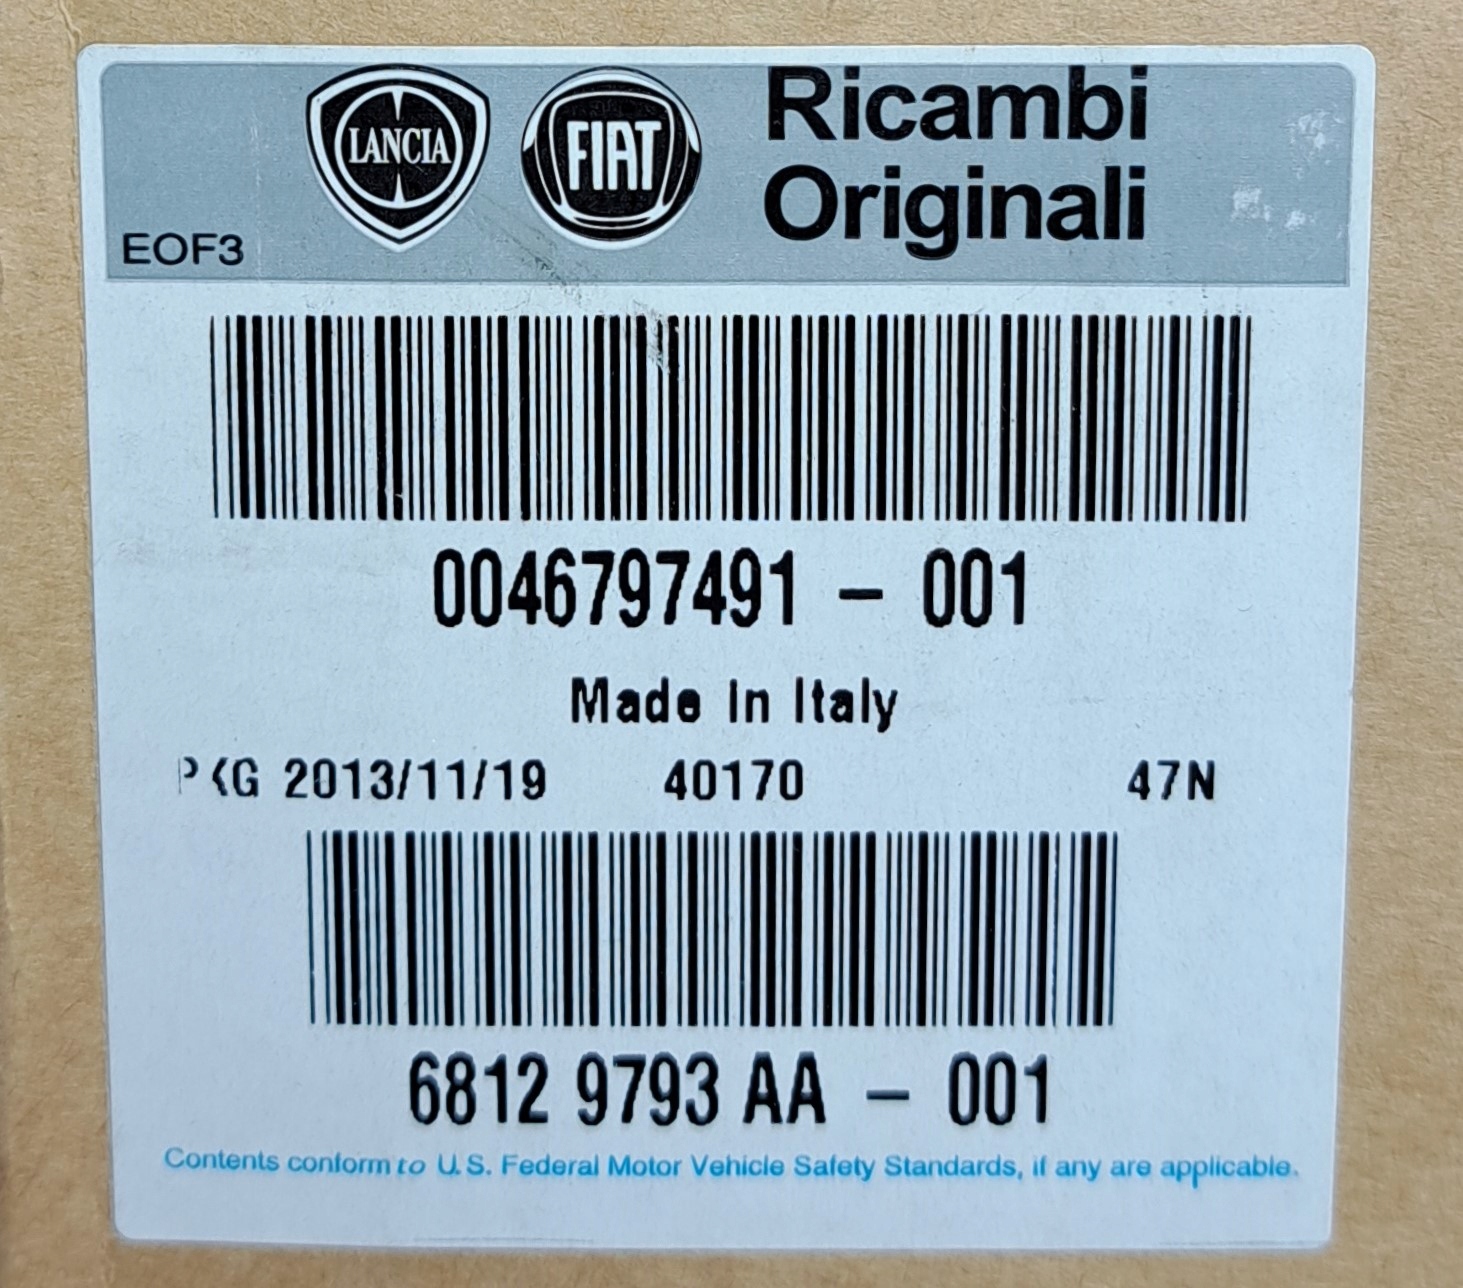 LANCIA FIAT Ricambi
Originali
EOF3
0046797491 - 001
Made In Italy
PKG 2013/11/19 40170 47N
6812 9793 AA - 001
Contents conform to U.S. Federal Motor Vehicle Safety Standards, if any are applicable.